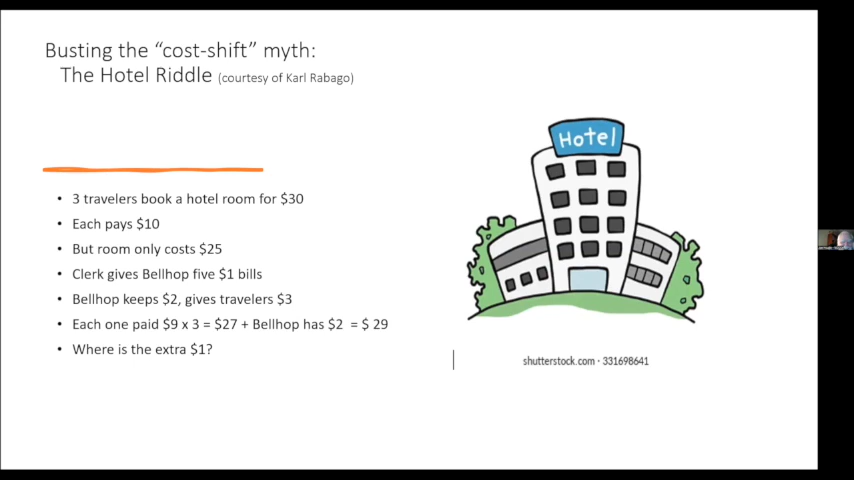 Busting the “cost-shift” myth:
The Hotel Riddle (courtesy of Karl Rabago)
• 3 travelers book a hotel room for $30
• Each pays $10
• But room only costs $25
• Clerk gives Bellhop five $1 bills
• Bellhop keeps $2, gives travelers $3
• Each one paid $9 x 3 = $27 + Bellhop has $2 = $ 29
• Where is the extra $1?
Hotel
shutterstock.com · 331698641